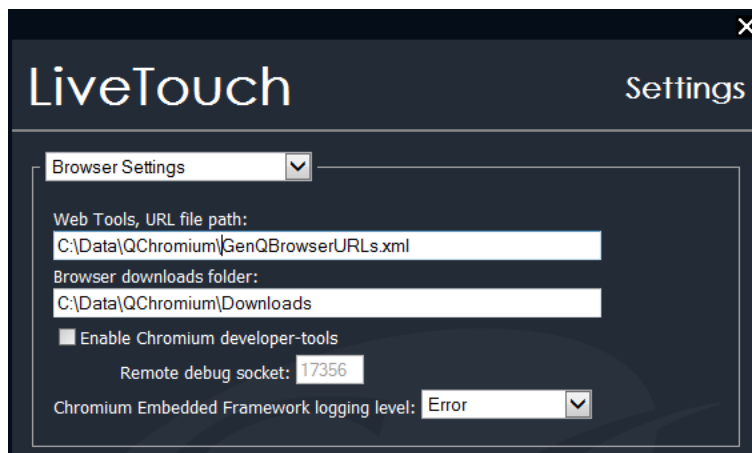 LiveTouch
Settings
Browser Settings
Web Tools, URL file path:
C:\Data\QChromium\GenQBrowserURLs.xml
Browser downloads folder:
C:\Data\QChromium\Downloads
Enable Chromium developer-tools
Remote debug socket: 17356
Chromium Embedded Framework logging level: Error